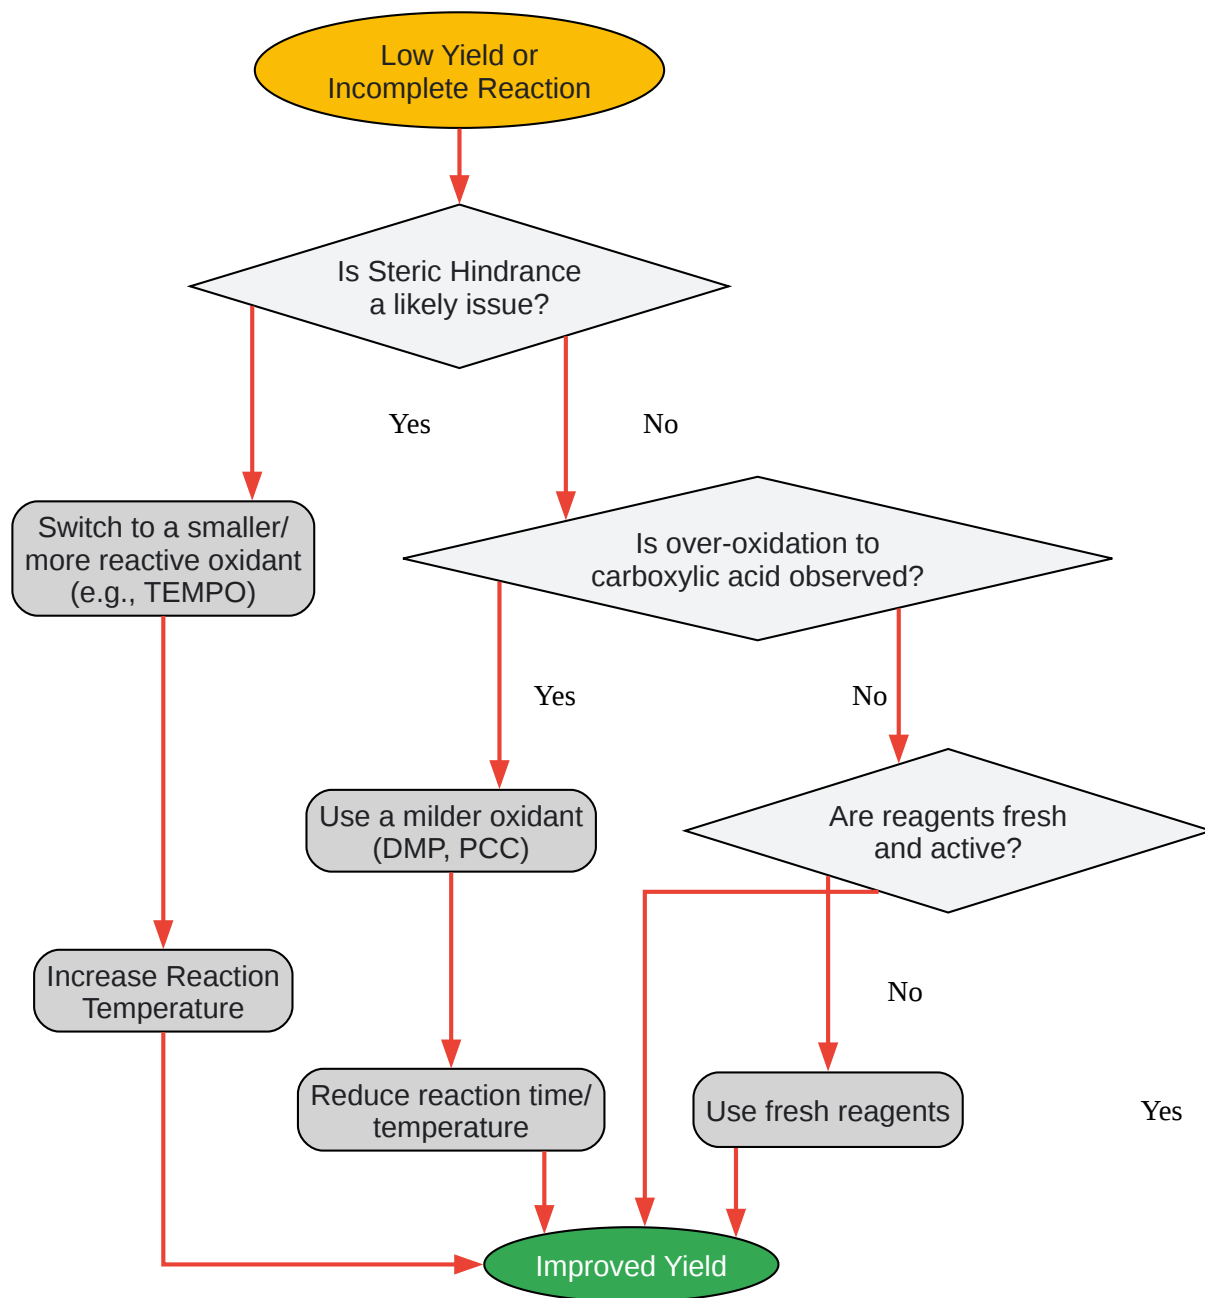 Low Yield or
Incomplete Reaction
Is Steric Hindrance
a likely issue?
Yes
No
Switch to a smaller/
more reactive oxidant
(e.g., TEMPO)
Is over-oxidation to
carboxylic acid observed?
Yes
No
Use a milder oxidant
(DMP, PCC)
Are reagents fresh
and active?
Increase Reaction
Temperature
No
Reduce reaction time/
temperature
Use fresh reagents
Yes
Improved Yield